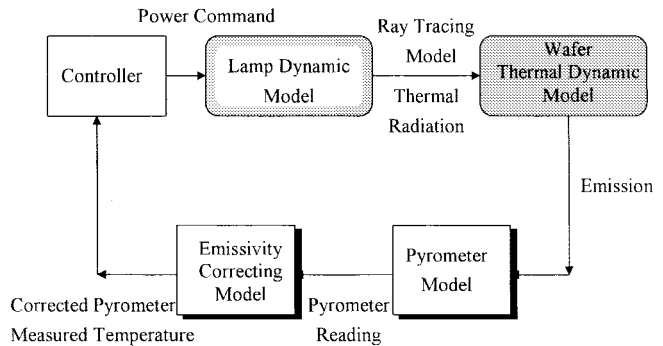 Power Command
Controller
Lamp Dynamic
Model
Ray Tracing
Model
Thermal
Radiation
Wafer
Thermal Dynamic
Model
Emission
Pyrometer
Model
Pyrometer
Reading
Emissivity
Correcting
Model
Corrected Pyrometer
Measured Temperature